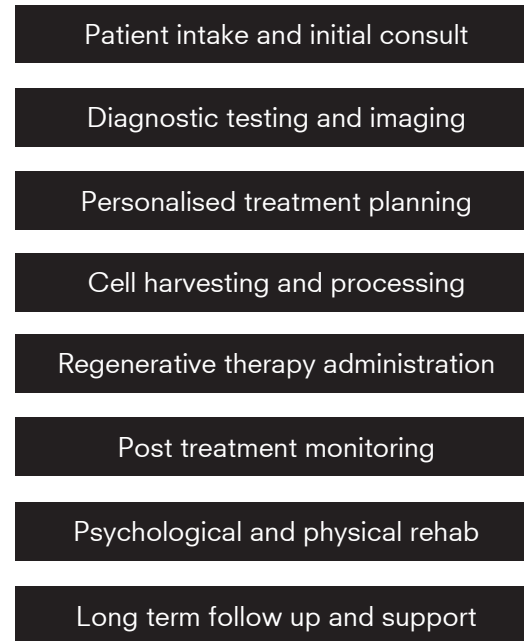 Patient intake and initial consult
Diagnostic testing and imaging
Personalised treatment planning
Cell harvesting and processing
Regenerative therapy administration
Post treatment monitoring
Psychological and physical rehab
Long term follow up and support